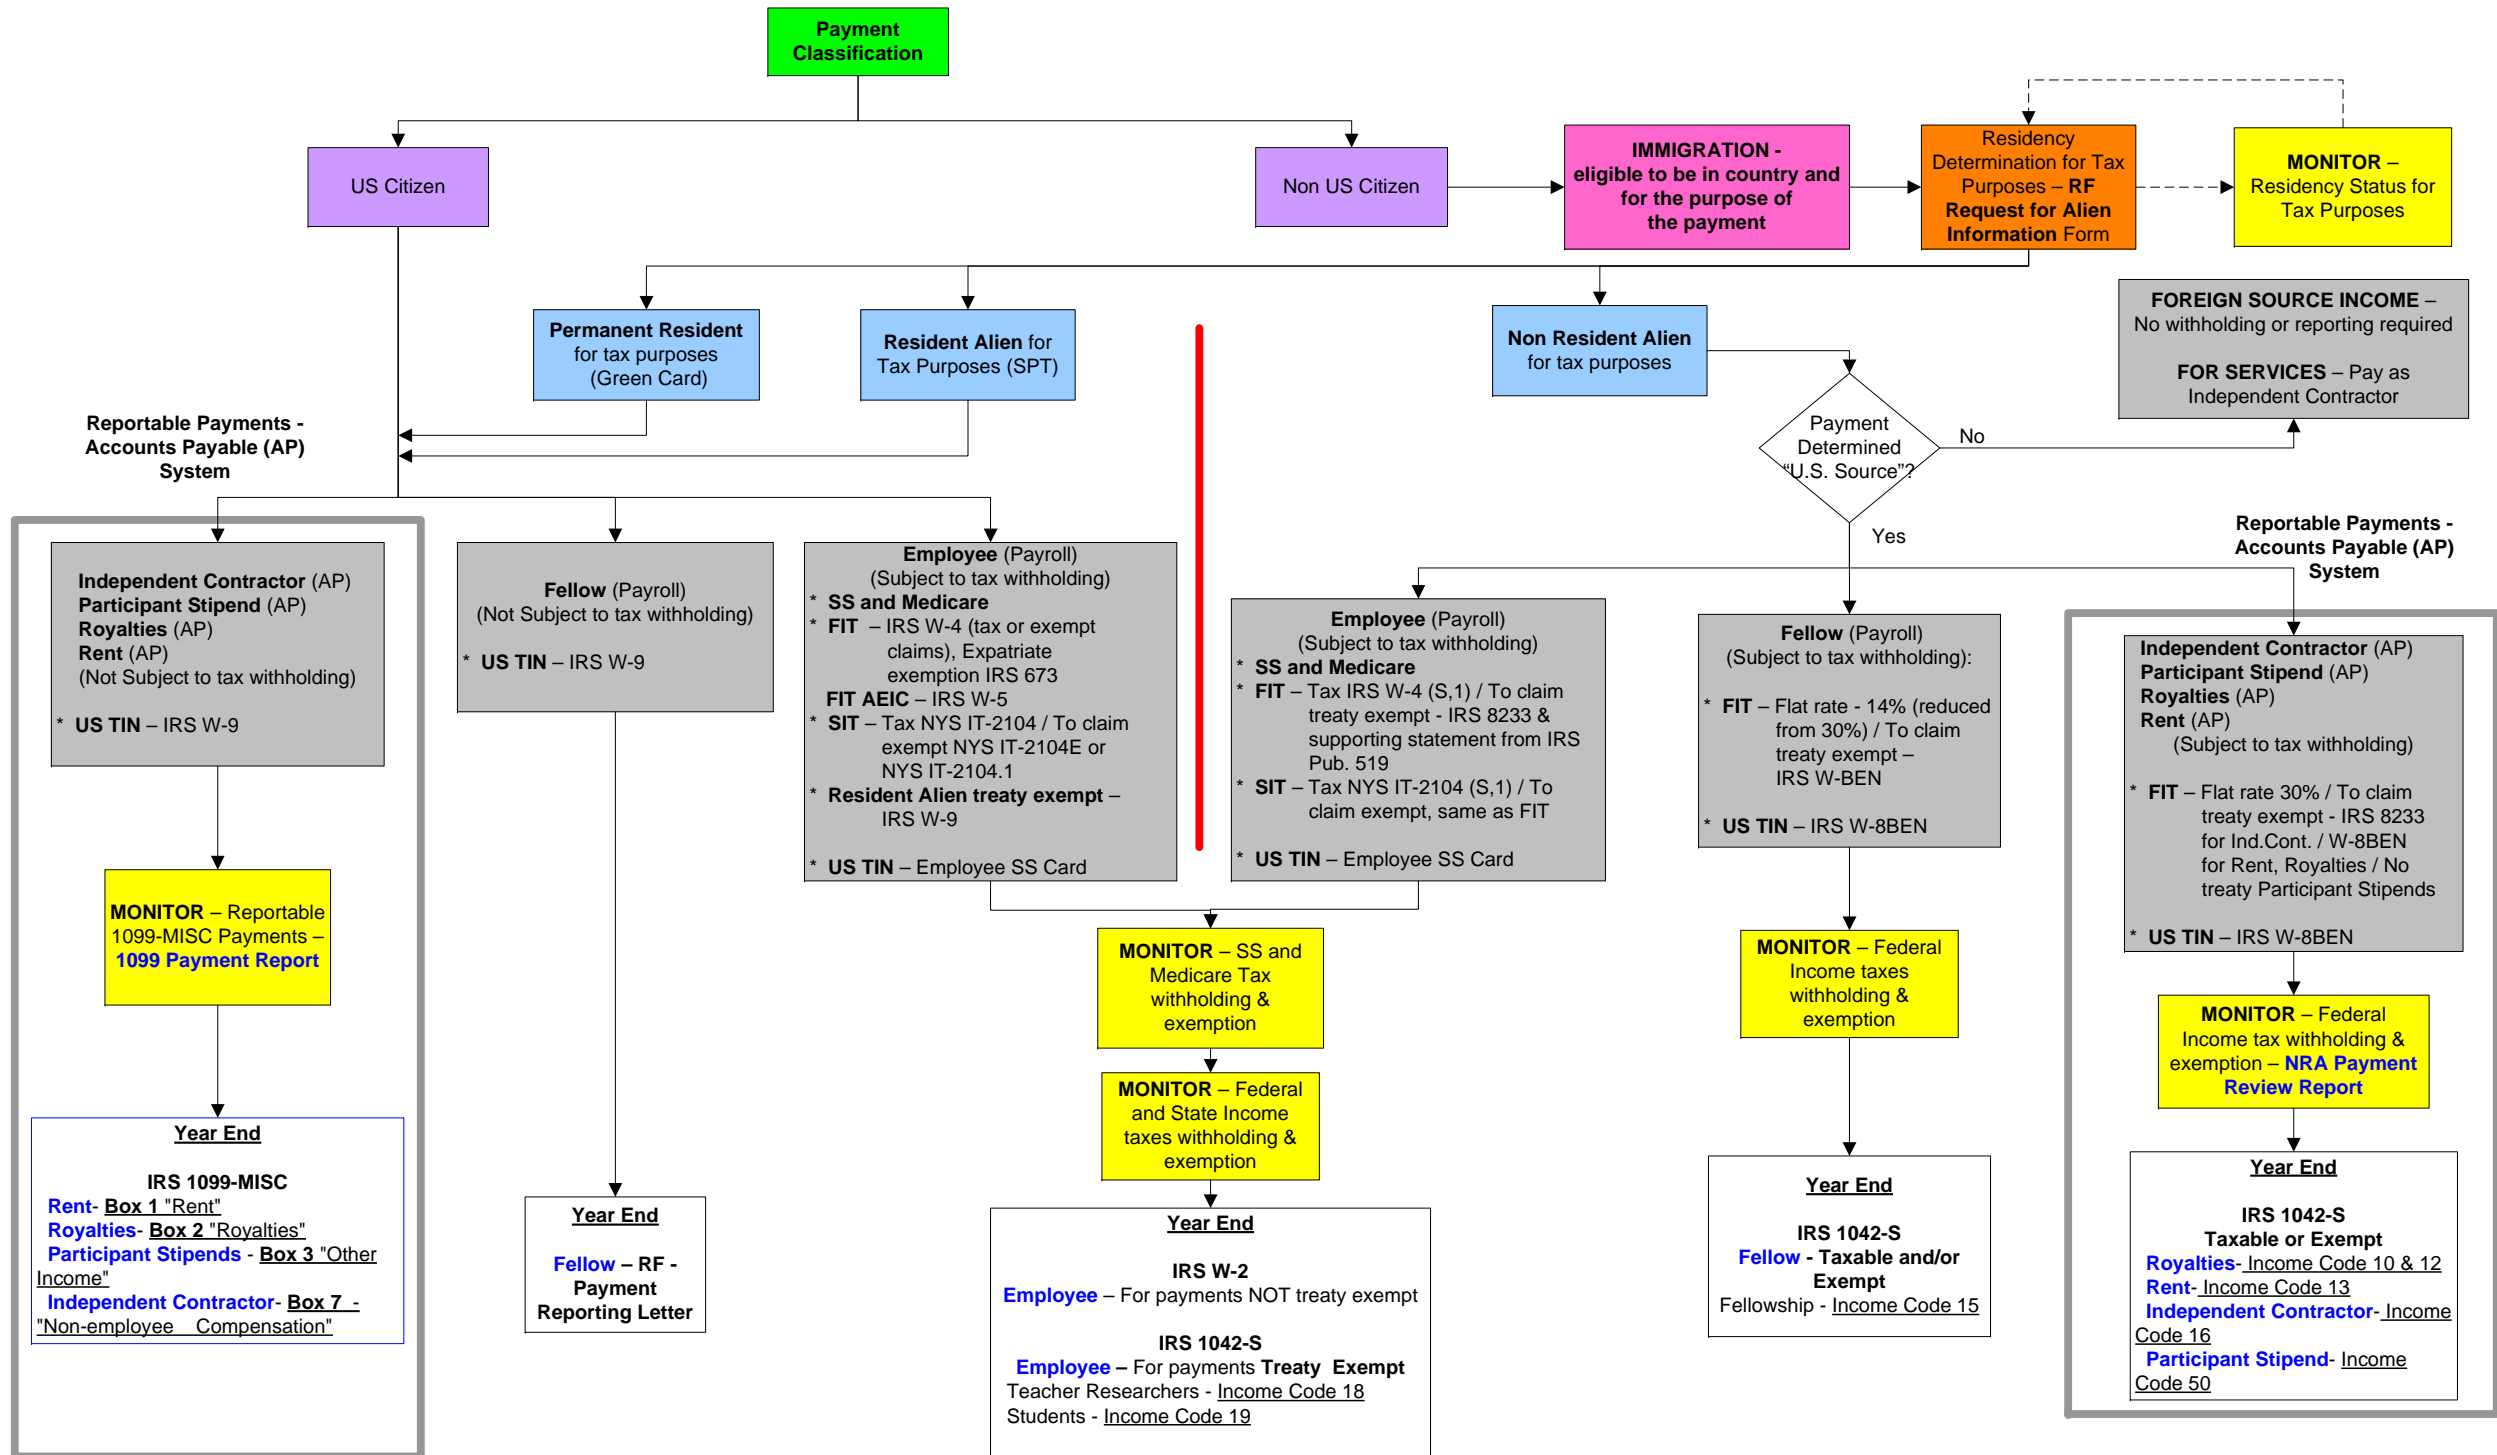 Payment
Classification
US Citizen
Non US Citizen
IMMIGRATION -
eligible to be in country and
for the purpose of
the payment
Residency
Determination for Tax
Purposes – RF
Request for Alien
Information Form
MONITOR –
Residency Status for
Tax Purposes
Permanent Resident
for tax purposes
(Green Card)
Resident Alien for
Tax Purposes (SPT)
Non Resident Alien
for tax purposes
FOREIGN SOURCE INCOME –
No withholding or reporting required
FOR SERVICES – Pay as
Independent Contractor
Payment
Determined
“U.S. Source”?
No
Yes
Reportable Payments -
Accounts Payable (AP)
System
Reportable Payments -
Accounts Payable (AP)
System
Independent Contractor (AP)
Participant Stipend (AP)
Royalties (AP)
Rent (AP)
(Not Subject to tax withholding)
* US TIN – IRS W-9
Fellow (Payroll)
(Not Subject to tax withholding)
* US TIN – IRS W-9
Employee (Payroll)
(Subject to tax withholding)
* SS and Medicare
* FIT – IRS W-4 (tax or exempt
claims), Expatriate
exemption IRS 673
FIT AEIC – IRS W-5
* SIT – Tax NYS IT-2104 / To claim
exempt NYS IT-2104E or
NYS IT-2104.1
* Resident Alien treaty exempt –
IRS W-9
* US TIN – Employee SS Card
Employee (Payroll)
(Subject to tax withholding)
* SS and Medicare
* FIT – Tax IRS W-4 (S,1) / To claim
treaty exempt - IRS 8233 &
supporting statement from IRS
Pub. 519
* SIT – Tax NYS IT-2104 (S,1) / To
claim exempt, same as FIT
* US TIN – Employee SS Card
Fellow (Payroll)
(Subject to tax withholding):
* FIT – Flat rate - 14% (reduced
from 30%) / To claim
treaty exempt –
IRS W-BEN
* US TIN – IRS W-8BEN
Independent Contractor (AP)
Participant Stipend (AP)
Royalties (AP)
Rent (AP)
(Subject to tax withholding)
* FIT – Flat rate 30% / To claim
treaty exempt - IRS 8233
for Ind.Cont. / W-8BEN
for Rent, Royalties / No
treaty Participant Stipends
* US TIN – IRS W-8BEN
MONITOR – Reportable
1099-MISC Payments –
1099 Payment Report
MONITOR – SS and
Medicare Tax
withholding &
exemption
MONITOR – Federal
and State Income
taxes withholding &
exemption
MONITOR – Federal
Income taxes
withholding &
exemption
MONITOR – Federal
Income tax withholding &
exemption – NRA Payment
Review Report
Year End
IRS 1099-MISC
Rent- Box 1 "Rent"
Royalties- Box 2 "Royalties"
Participant Stipends - Box 3 "Other
Income"
Independent Contractor- Box 7 -
"Non-employee Compensation"
Year End
Fellow – RF -
Payment
Reporting Letter
Year End
IRS W-2
Employee – For payments NOT treaty exempt
IRS 1042-S
Employee – For payments Treaty Exempt
Teacher Researchers - Income Code 18
Students - Income Code 19
Year End
IRS 1042-S
Fellow - Taxable and/or
Exempt
Fellowship - Income Code 15
Year End
IRS 1042-S
Taxable or Exempt
Royalties- Income Code 10 & 12
Rent- Income Code 13
Independent Contractor- Income
Code 16
Participant Stipend- Income
Code 50